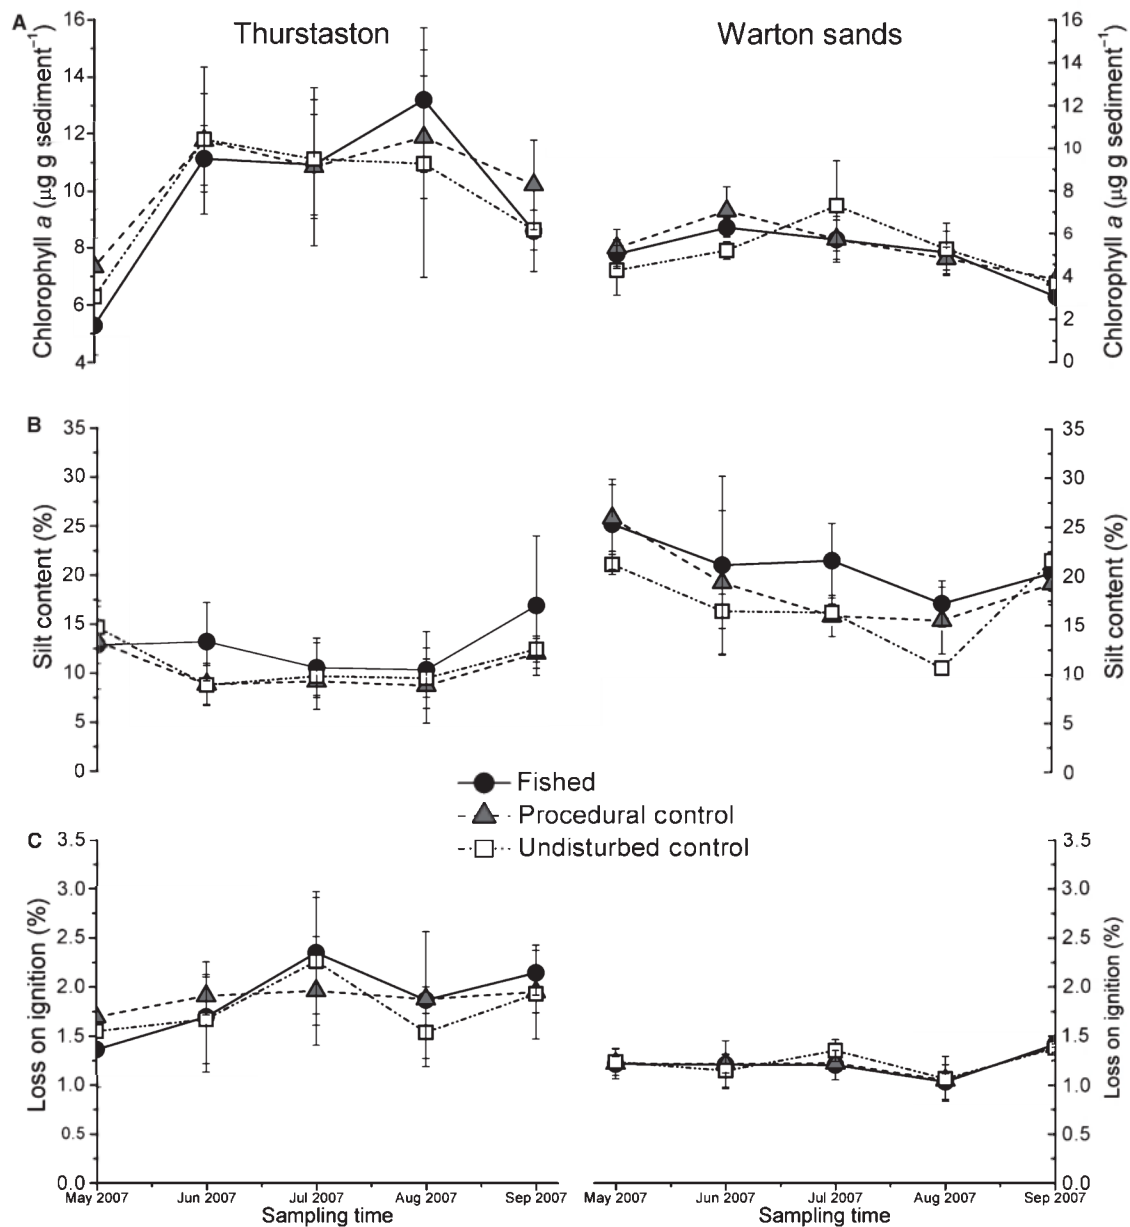 A
Thurstaston
Warton sands
16
14
12
10
8
6
4
Chlorophyll a (μg g sediment⁻¹)
16
14
12
10
8
6
4
2
0
Chlorophyll a (μg g sediment⁻¹)
B
35
30
25
20
15
10
5
0
Silt content (%)
35
30
25
20
15
10
5
0
Silt content (%)
Fished
Procedural control
Undisturbed control
C
3.5
3.0
2.5
2.0
1.5
1.0
0.5
0.0
Loss on ignition (%)
3.5
3.0
2.5
2.0
1.5
1.0
0.5
0.0
Loss on ignition (%)
May 2007 Jun 2007 Jul 2007 Aug 2007 Sep 2007
Sampling time
May 2007 Jun 2007 Jul 2007 Aug 2007 Sep 2007
Sampling time